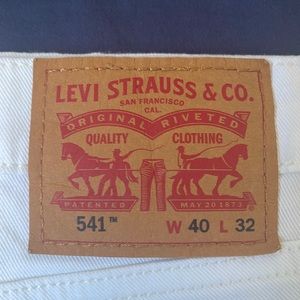 LEVI STRAUSS & CO.
SAN FRANCISCO
CAL.
ORIGINAL RIVETED
QUALITY CLOTHING
PATENTED MAY 20 1873
541™ W 40 L 32